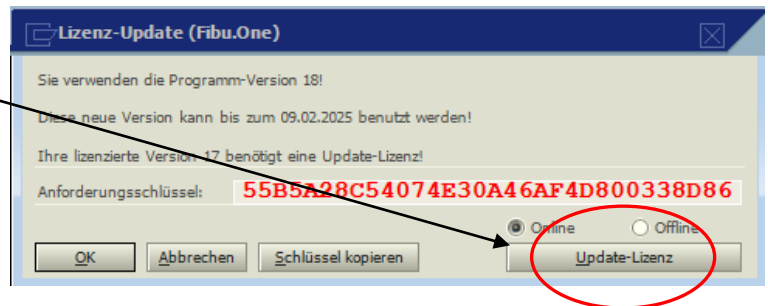 Lizenz-Update (Fibu.One)
Sie verwenden die Programm-Version 18!
Diese neue Version kann bis zum 09.02.2025 benutzt werden!
Ihre lizenzierte Version 17 benötigt eine Update-Lizenz!
Anforderungsschlüssel: 55B5A28C54074E30A46AF4D800338D86
Online Offline
OK Abbrechen Schlüssel kopieren Update-Lizenz